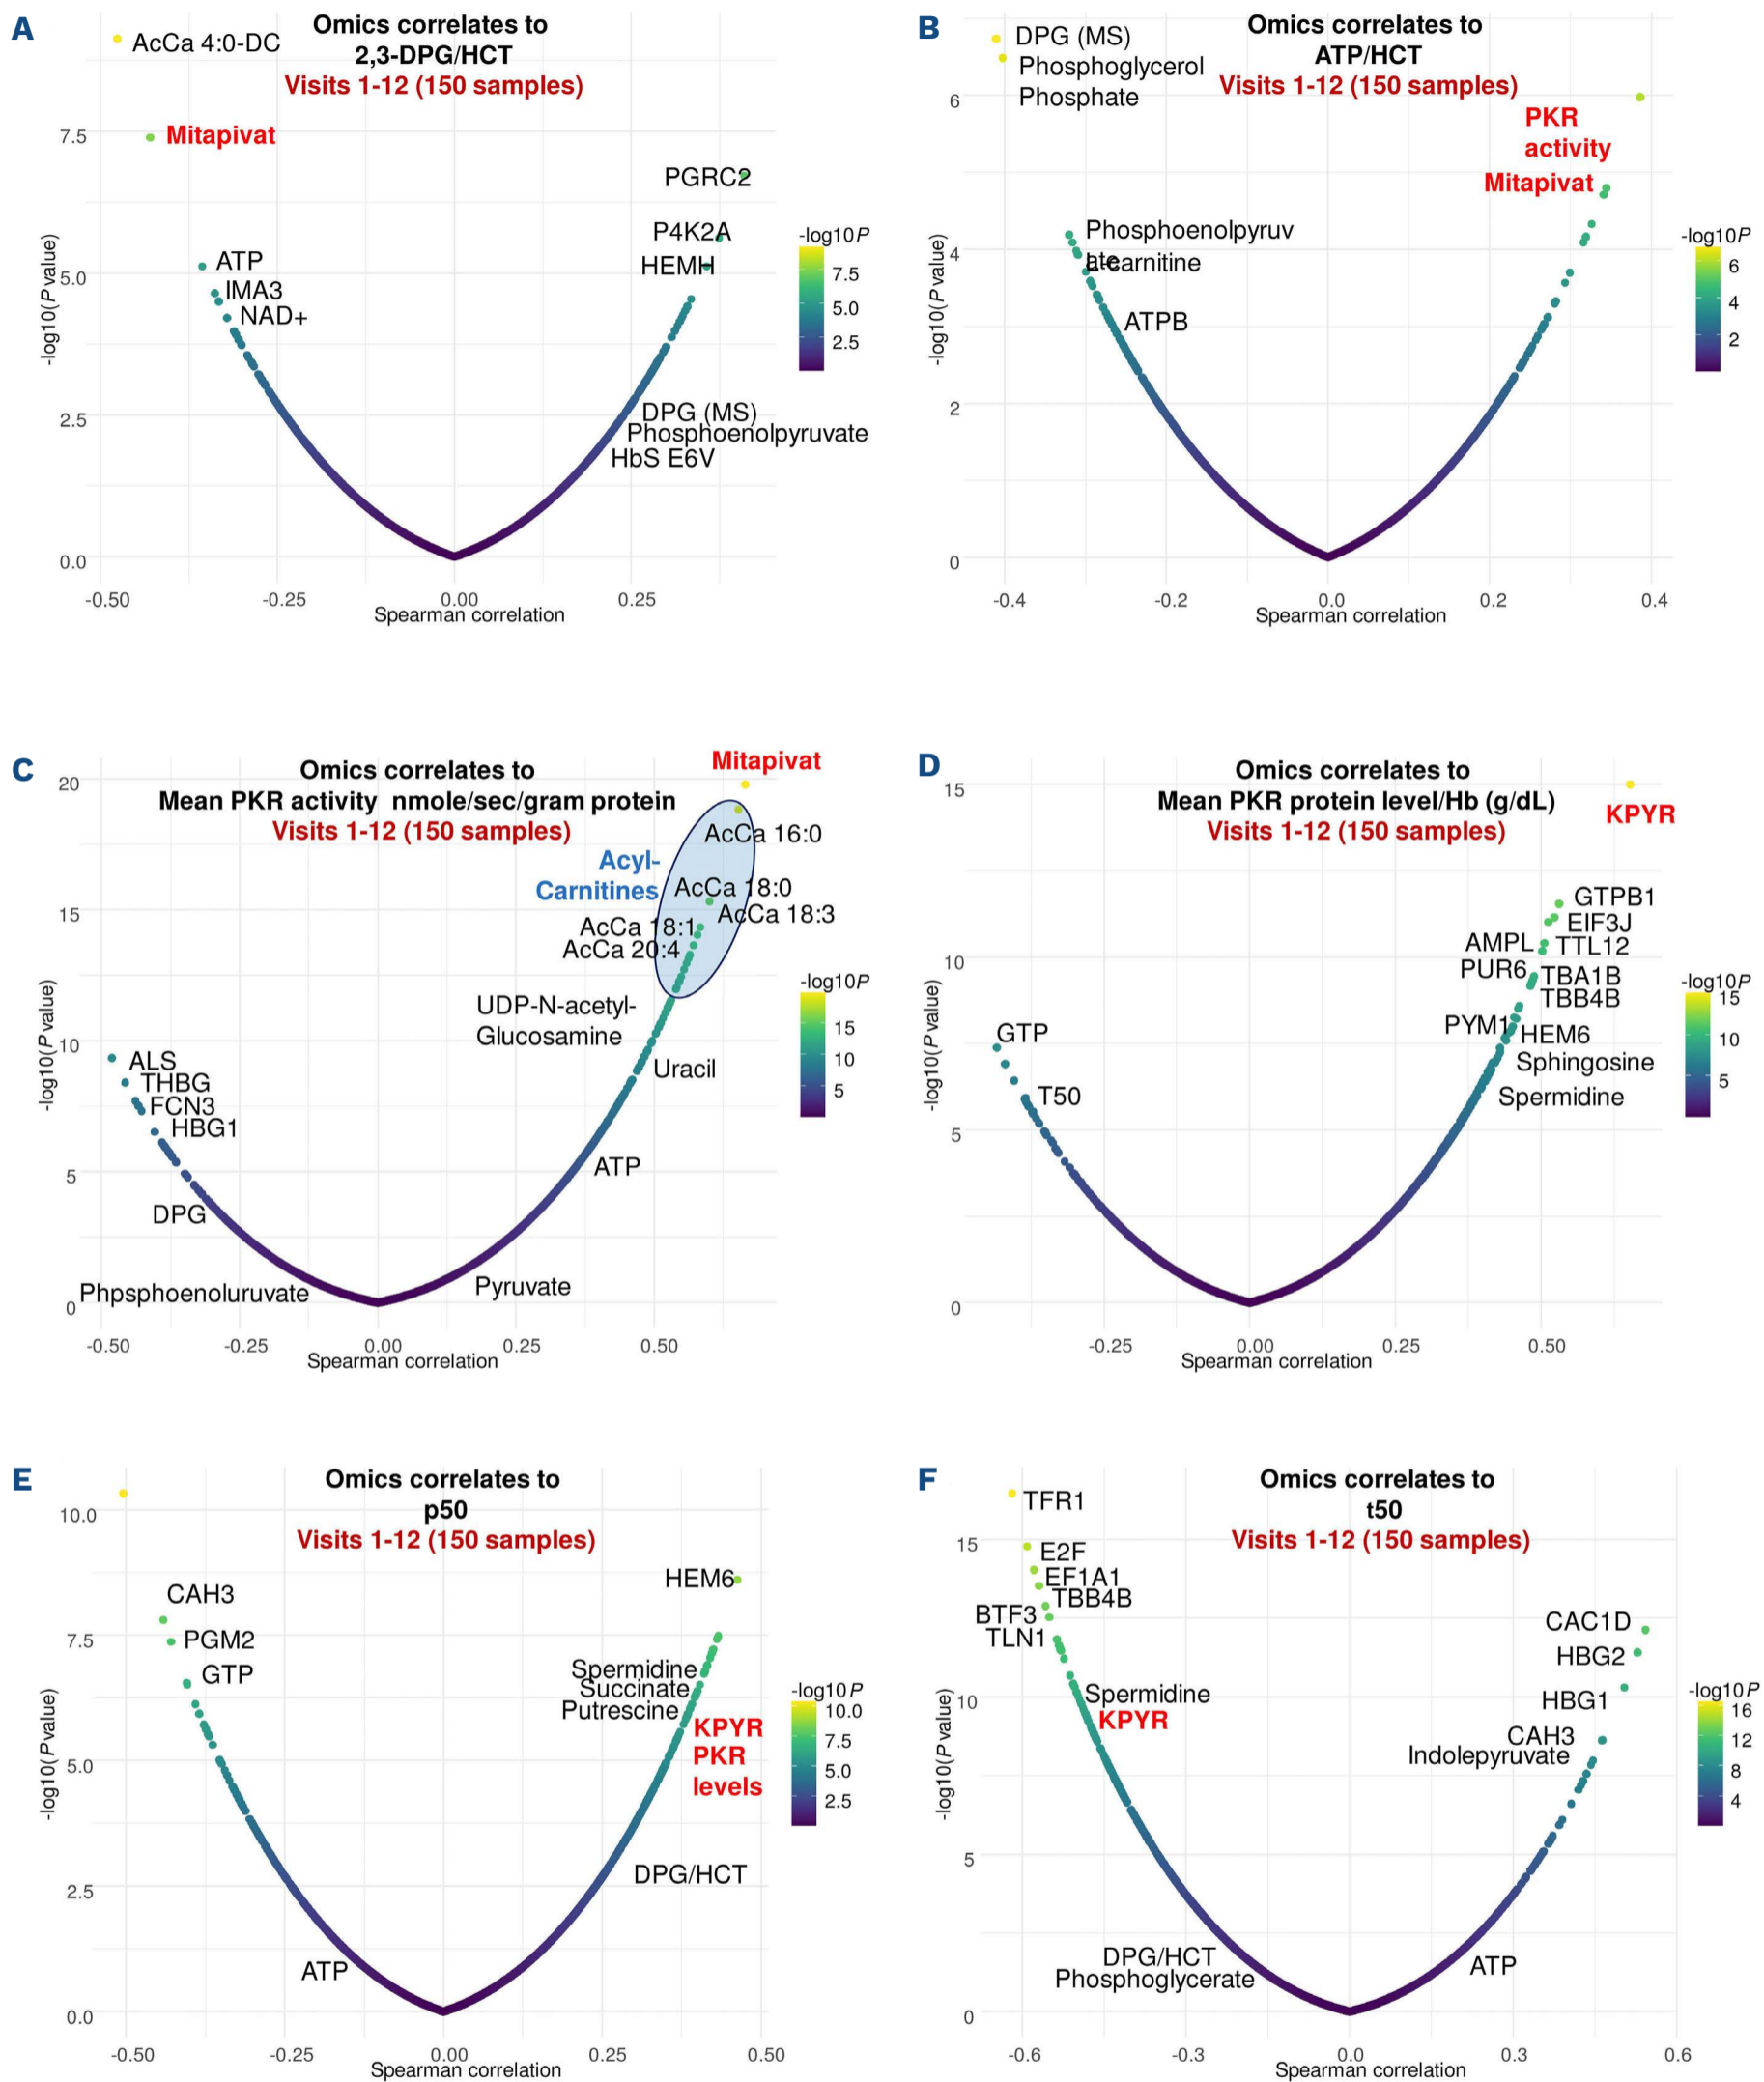 A
Omics correlates to
2,3-DPG/HCT
Visits 1-12 (150 samples)
AcCa 4:0-DC
Mitapivat
PGRC2
P4K2A
HEMH
ATP
IMA3
NAD+
DPG (MS)
Phosphoenolpyruvate
HbS E6V
7.5
5.0
2.5
0.0
-log10(P value)
-0.50 -0.25 0.00 0.25
Spearman correlation
-log10P
7.5
5.0
2.5
B
Omics correlates to
ATP/HCT
Visits 1-12 (150 samples)
DPG (MS)
Phosphoglycerol
Phosphate
PKR
activity
Mitapivat
Phosphoenolpyruv
ate
L-carnitine
ATPB
6
4
2
0
-log10(P value)
-0.4 -0.2 0.0 0.2 0.4
Spearman correlation
-log10P
6
4
2
C
Omics correlates to
Mean PKR activity nmole/sec/gram protein
Visits 1-12 (150 samples)
Mitapivat
AcCa 16:0
Acyl-
Carnitines
AcCa 18:0
AcCa 18:3
AcCa 18:1
AcCa 20:4
UDP-N-acetyl-
Glucosamine
Uracil
ALS
THBG
FCN3
HBG1
ATP
DPG
Phpsphoenoluruvate
Pyruvate
20
15
10
5
0
-log10(P value)
-0.50 -0.25 0.00 0.25 0.50
Spearman correlation
-log10P
15
10
5
D
Omics correlates to
Mean PKR protein level/Hb (g/dL)
Visits 1-12 (150 samples)
KPYR
GTPB1
EIF3J
AMPL TTL12
PUR6 TBA1B
TBB4B
PYM1 HEM6
Sphingosine
Spermidine
GTP
T50
15
10
5
0
-log10(P value)
-0.25 0.00 0.25 0.50
Spearman correlation
-log10P
15
10
5
E
Omics correlates to
p50
Visits 1-12 (150 samples)
HEM6
CAH3
PGM2
GTP
Spermidine
Succinate
Putrescine
KPYR
PKR
levels
DPG/HCT
ATP
10.0
7.5
5.0
2.5
0.0
-log10(P value)
-0.50 -0.25 0.00 0.25 0.50
Spearman correlation
-log10P
10.0
7.5
5.0
2.5
F
Omics correlates to
t50
Visits 1-12 (150 samples)
TFR1
E2F
EF1A1
TBB4B
BTF3
TLN1
CAC1D
HBG2
HBG1
CAH3
Indolepyruvate
Spermidine
KPYR
DPG/HCT
Phosphoglycerate
ATP
15
10
5
0
-log10(P value)
-0.6 -0.3 0.0 0.3 0.6
Spearman correlation
-log10P
16
12
8
4